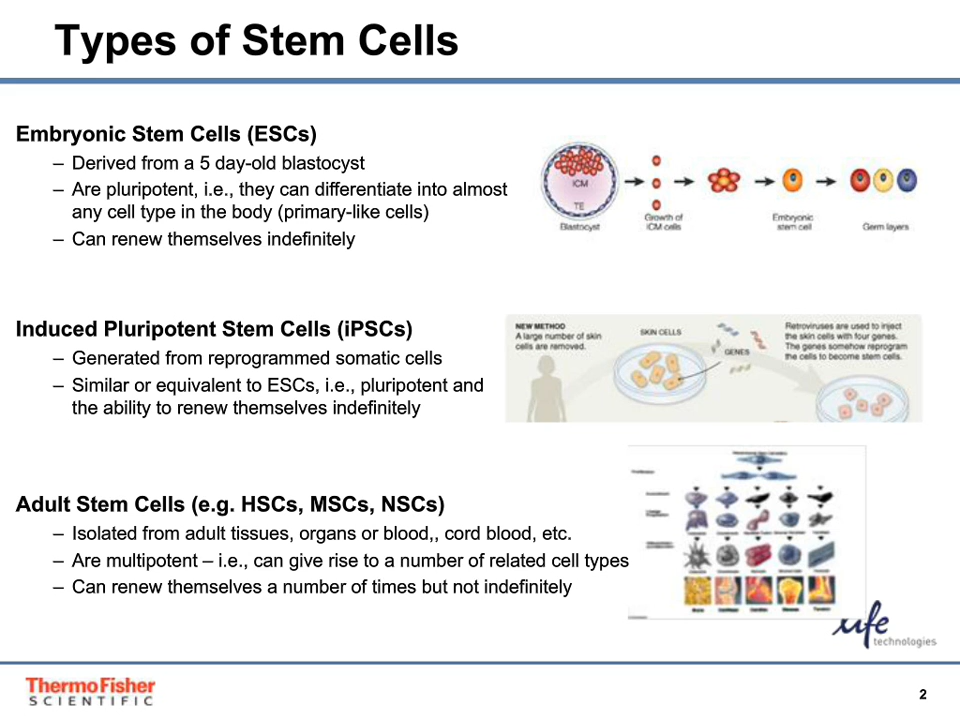 Types of Stem Cells
Embryonic Stem Cells (ESCs)
– Derived from a 5 day-old blastocyst
– Are pluripotent, i.e., they can differentiate into almost
any cell type in the body (primary-like cells)
– Can renew themselves indefinitely
ICM
TE
Blastocyst
Growth of
ICM cells
Embryonic
stem cell
Germ layers
Induced Pluripotent Stem Cells (iPSCs)
– Generated from reprogrammed somatic cells
– Similar or equivalent to ESCs, i.e., pluripotent and
the ability to renew themselves indefinitely
NEW METHOD
A large number of skin
cells are removed.
SKIN CELLS
GENES
Retroviruses are used to inject
the skin cells with four genes.
The genes somehow reprogram
the cells to become stem cells.
Adult Stem Cells (e.g. HSCs, MSCs, NSCs)
– Isolated from adult tissues, organs or blood,, cord blood, etc.
– Are multipotent – i.e., can give rise to a number of related cell types
– Can renew themselves a number of times but not indefinitely
life
technologies
ThermoFisher
SCIENTIFIC
2